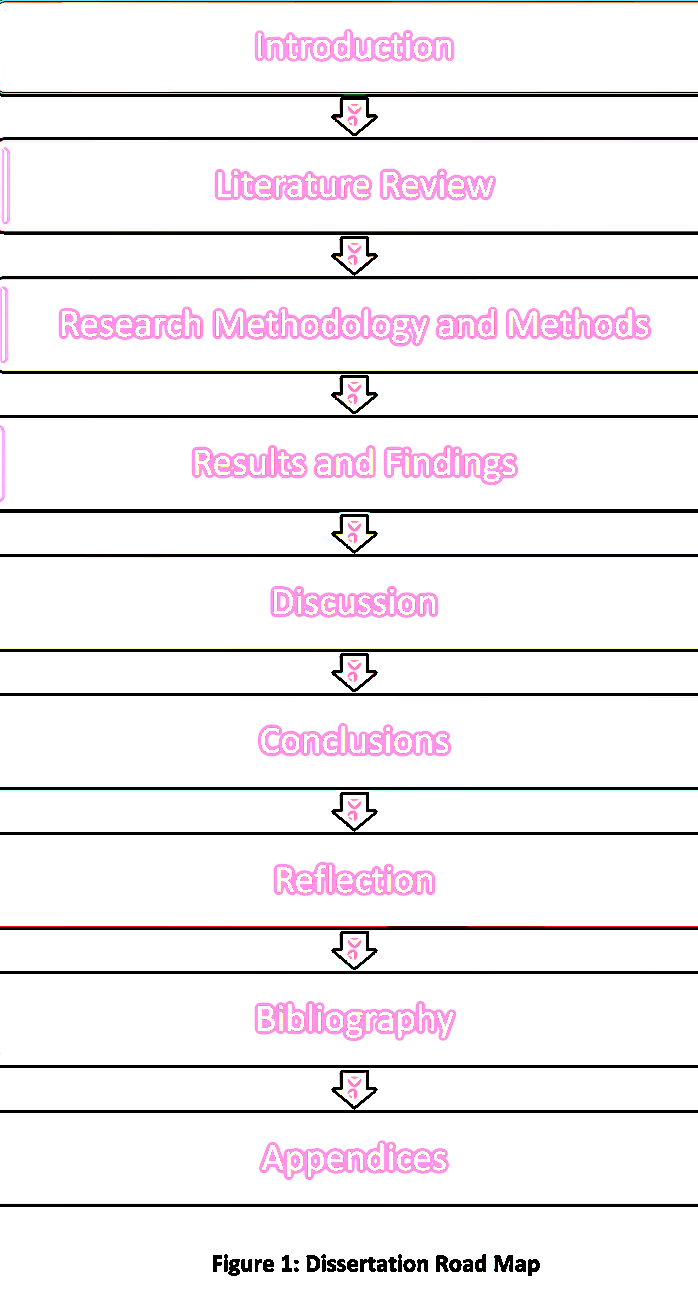 Introduction
Literature Review
Research Methodology and Methods
Results and Findings
Discussion
Conclusions
Reflection
Bibliography
Appendices
Figure 1: Dissertation Road Map